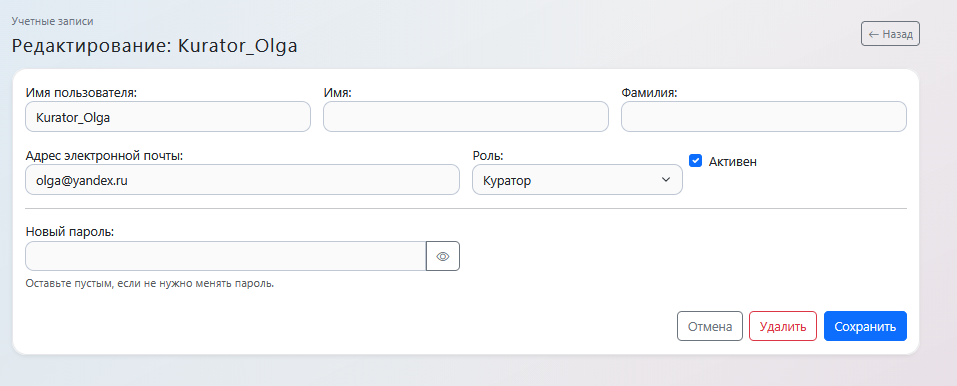 Учетные записи
Редактирование: Kurator_Olga
← Назад
Имя пользователя:
Имя:
Фамилия:
Kurator_Olga
Адрес электронной почты:
Роль:
olga@yandex.ru
Куратор
Активен
Новый пароль:
Оставьте пустым, если не нужно менять пароль.
Отмена
Удалить
Сохранить